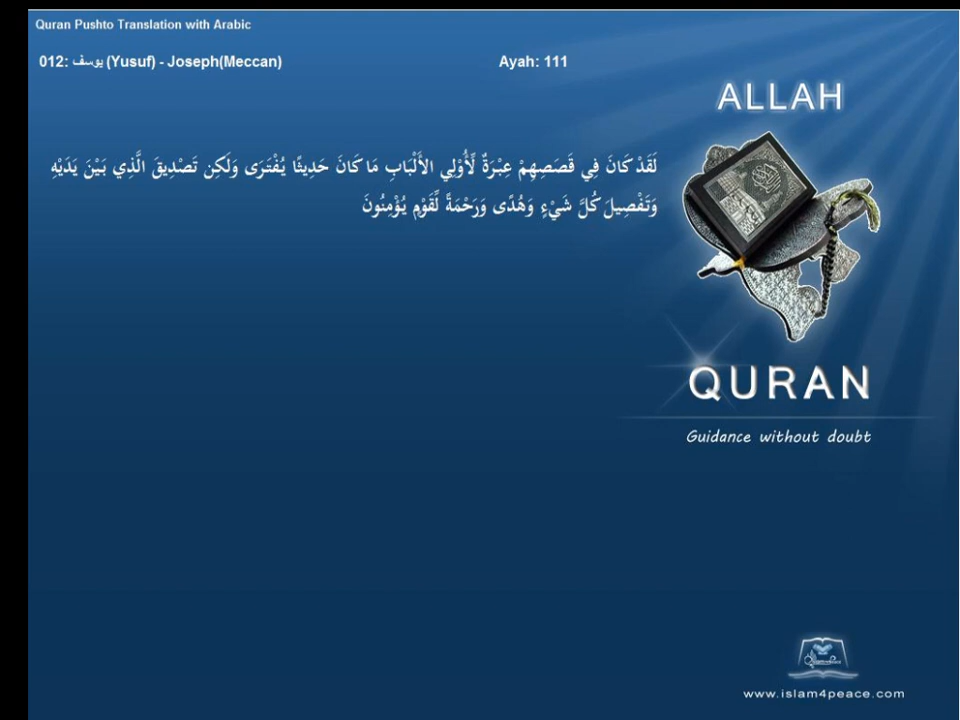 Quran Pushto Translation with Arabic
012: يوسف (Yusuf) - Joseph(Meccan)
Ayah: 111
ALLAH
لَقَدْ كَانَ فِي قَصَصِهِمْ عِبْرَةٌ لِّأُوْلِي الأَلْبَابِ مَا كَانَ حَدِيثًا يُفْتَرَى وَلَكِن تَصْدِيقَ الَّذِي بَيْنَ يَدَيْهِ
وَتَفْصِيلَ كُلَّ شَيْءٍ وَهُدًى وَرَحْمَةً لِّقَوْمٍ يُؤْمِنُونَ
QURAN
Guidance without doubt
www.islam4peace.com